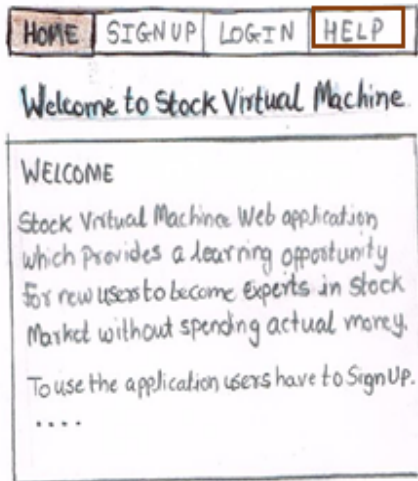 HOME SIGNUP LOGIN HELP
Welcome to Stock Virtual Machine
WELCOME
Stock Virtual Machine Web application
which Provides a learning opportunity
for new users to become experts in Stock
Market without spending actual money.
To use the application users have to SignUp.
....